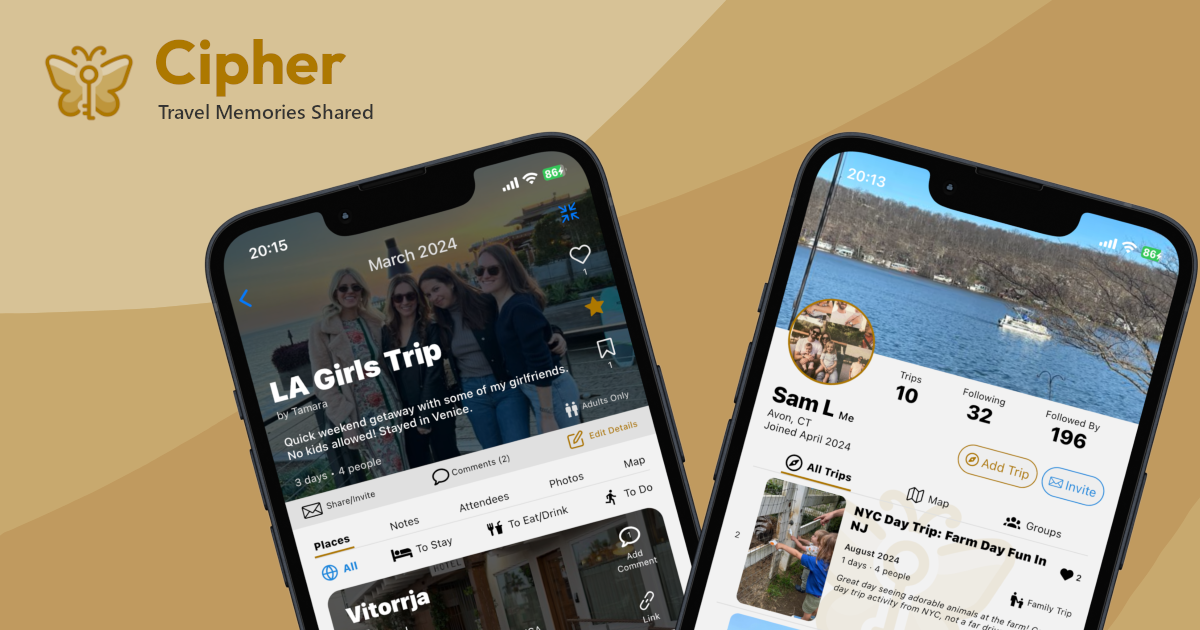 Cipher
Travel Memories Shared
20:15
86
March 2024
1
LA Girls Trip
by Tamara
Quick weekend getaway with some of my girlfriends.
No kids allowed! Stayed in Venice.
3 days • 4 people
1
Adults Only
Share/Invite
Comments (2)
Edit Details
Places
Notes
Attendees
Photos
Map
All
To Stay
To Eat/Drink
To Do
HOTEL
Vitorrja
1
Add
Comment
Link
20:13
86
Trips
10
Following
32
Followed By
196
Sam L Me
Avon, CT
Joined April 2024
Add Trip
Invite
All Trips
Map
Groups
2
NYC Day Trip: Farm Day Fun In
NJ
August 2024
1 days · 4 people
2
Family Trip
Great day seeing adorable animals at the farm!
day trip activity from NYC, not a far